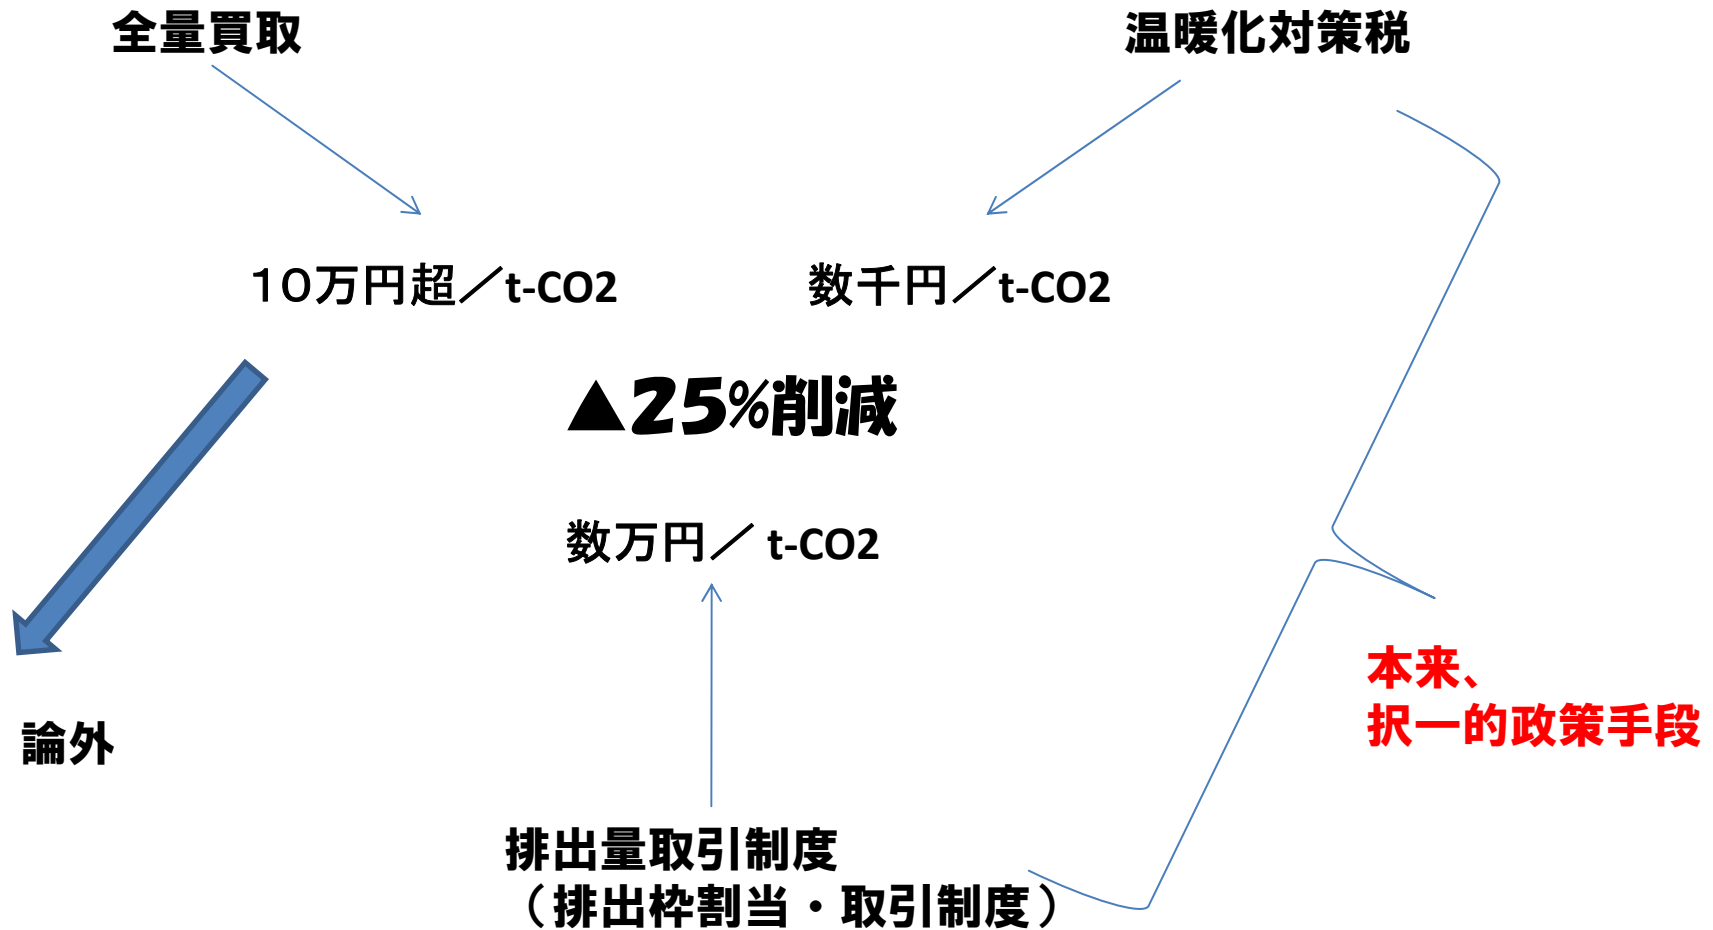 全量買取
温暖化対策税
１０万円超／t-CO2
数千円／t-CO2
▲25%削減
数万円／ t-CO2
本来、
択一的政策手段
論外
排出量取引制度
（排出枠割当・取引制度）